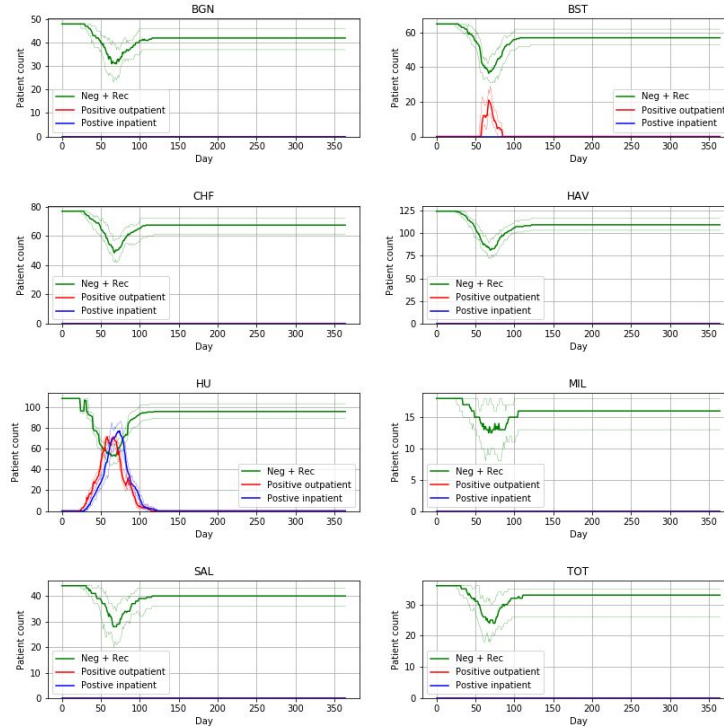 BGN
50
40
30
20
10
0
Patient count
Neg + Rec
Positive outpatient
Postive inpatient
0 50 100 150 200 250 300 350
Day
BST
60
40
20
0
Patient count
Neg + Rec
Positive outpatient
Postive inpatient
0 50 100 150 200 250 300 350
Day
CHF
80
60
40
20
0
Patient count
Neg + Rec
Positive outpatient
Postive inpatient
0 50 100 150 200 250 300 350
Day
HAV
125
100
75
50
25
0
Patient count
Neg + Rec
Positive outpatient
Postive inpatient
0 50 100 150 200 250 300 350
Day
HU
100
80
60
40
20
0
Patient count
Neg + Rec
Positive outpatient
Postive inpatient
0 50 100 150 200 250 300 350
Day
MIL
15
10
5
0
Patient count
Neg + Rec
Positive outpatient
Postive inpatient
0 50 100 150 200 250 300 350
Day
SAL
40
30
20
10
0
Patient count
Neg + Rec
Positive outpatient
Postive inpatient
0 50 100 150 200 250 300 350
Day
TOT
30
20
10
0
Patient count
Neg + Rec
Positive outpatient
Postive inpatient
0 50 100 150 200 250 300 350
Day